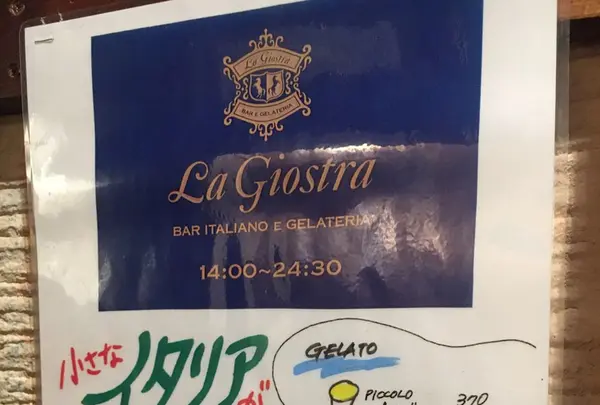 La Giostra
BAR E GELATERIA
La Giostra
BAR ITALIANO E GELATERIA
14:00~24:30
小さな
イタリア
が
GELATO
PICCOLO 370